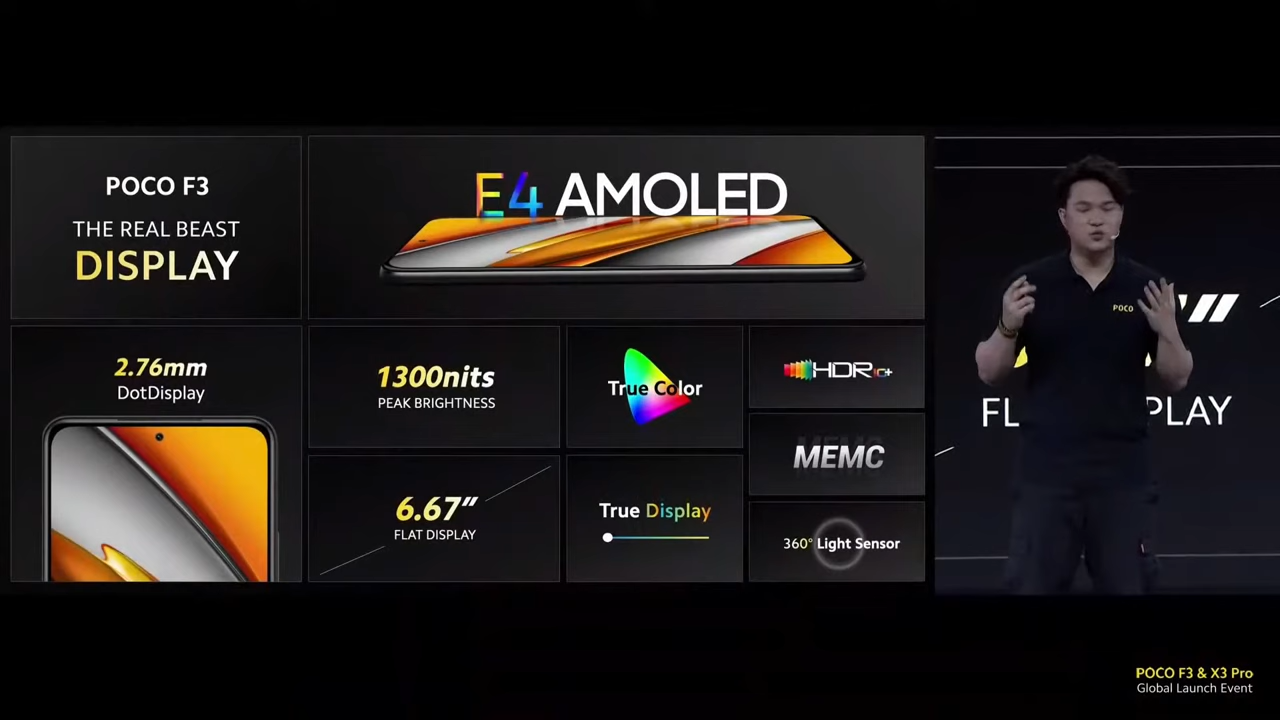 POCO F3
THE REAL BEAST
DISPLAY
E4 AMOLED
2.76mm
DotDisplay
1300nits
PEAK BRIGHTNESS
True Color
HDR10+
MEMC
6.67”
FLAT DISPLAY
True Display
360° Light Sensor
POCO
FL PLAY
POCO F3 & X3 Pro
Global Launch Event